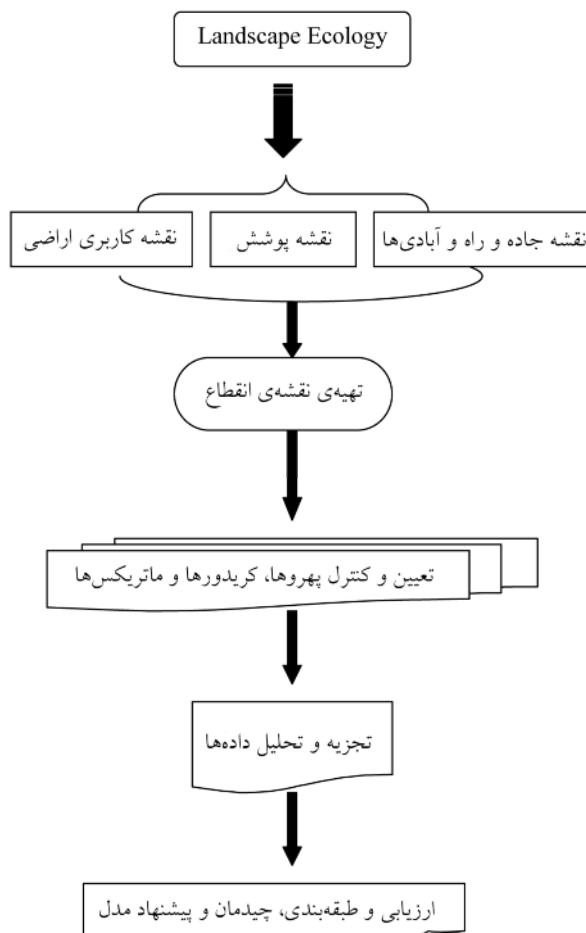 Landscape Ecology
نقشه جاده و راه و آبادی‌ها
نقشه پوشش
نقشه کاربری اراضی
تهیه‌ی نقشه‌ی انقطاع
تعیین و کنترل پهروها، کریدورها و ماتریکس‌ها
تجزیه و تحلیل داده‌ها
ارزیابی و طبقه‌بندی، چیدمان و پیشنهاد مدل